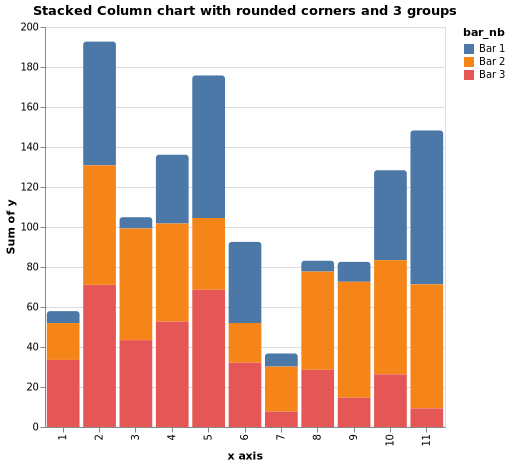 Stacked Column chart with rounded corners and 3 groups
bar_nb
Bar 1
Bar 2
Bar 3
Sum of y
200
180
160
140
120
100
80
60
40
20
0
1 2 3 4 5 6 7 8 9 10 11
x axis